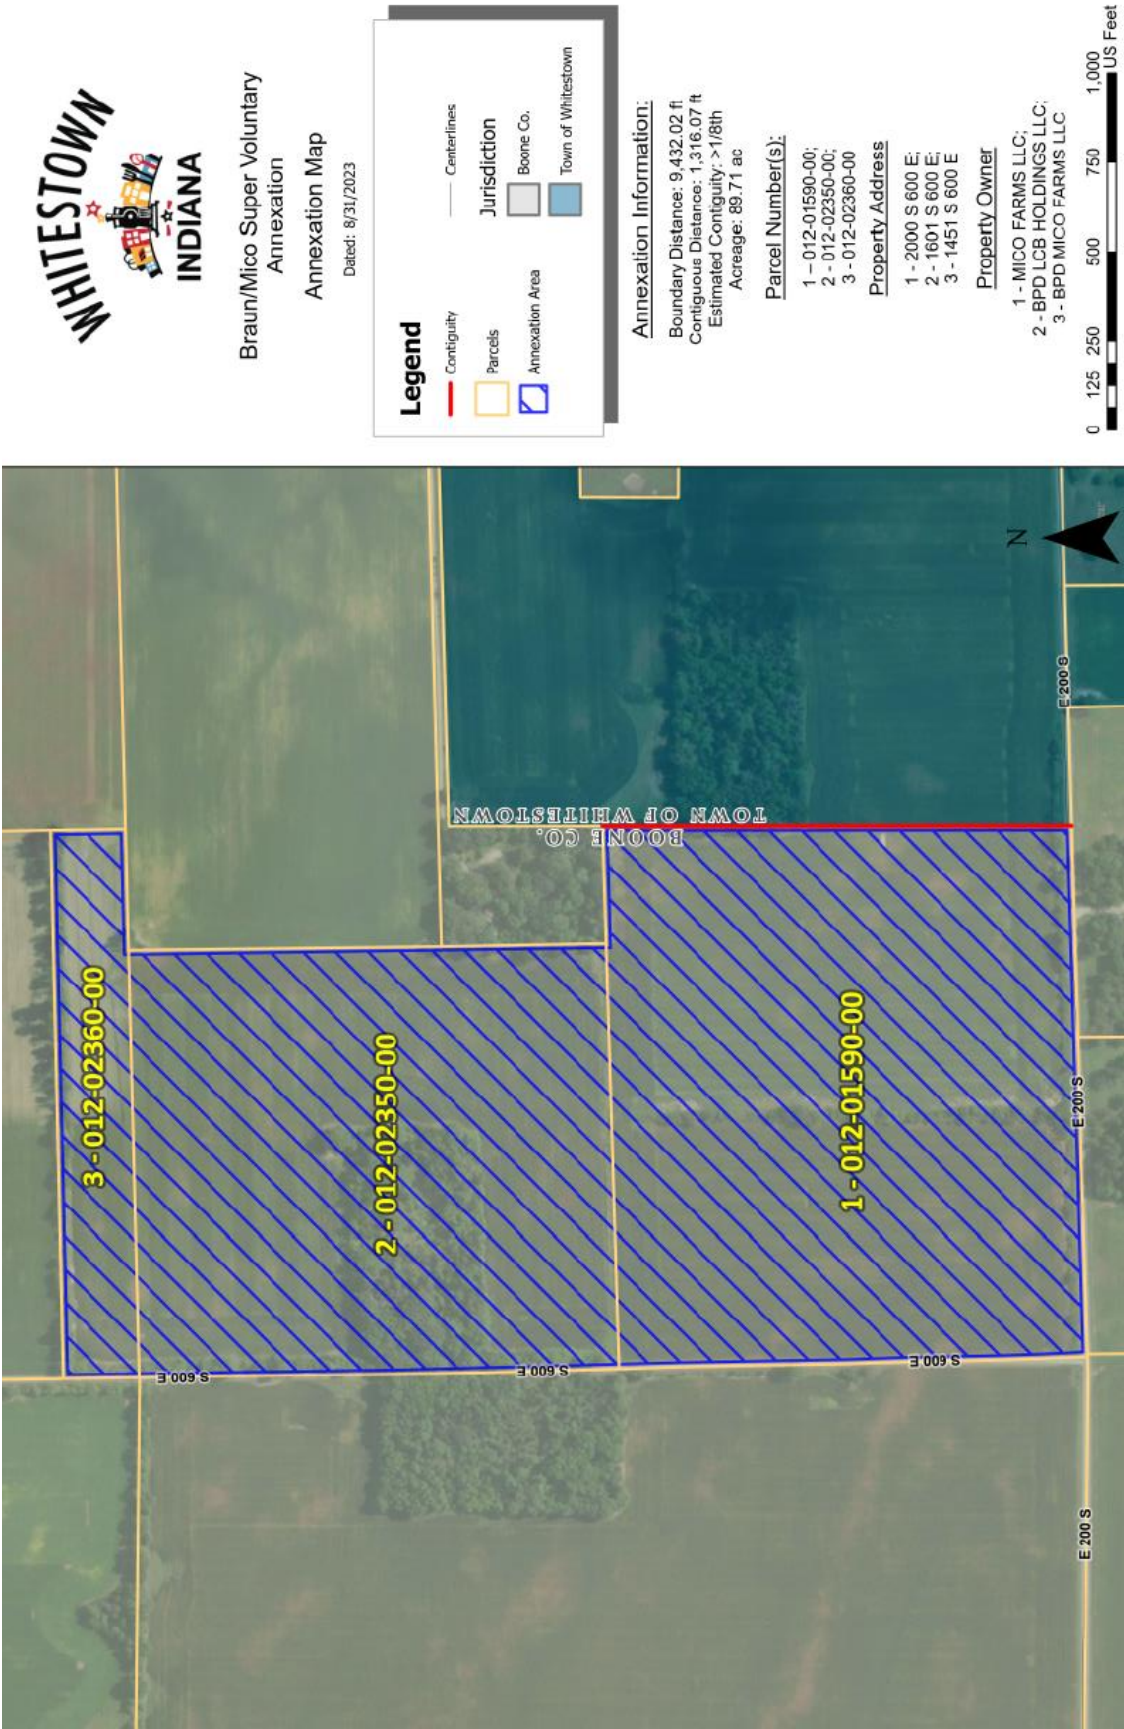 WHITESTOWN
INDIANA
Braun/Mico Super Voluntary
Annexation
Annexation Map
Dated: 8/31/2023
Legend
Contiguity
Parcels
Annexation Area
Centerlines
Jurisdiction
Boone Co.
Town of Whitestown
Annexation Information:
Boundary Distance: 9,432.02 ft
Contiguous Distance: 1,316.07 ft
Estimated Contiguity: >1/8th
Acreage: 89.71 ac
Parcel Number(s):
1 - 012-01590-00;
2 - 012-02350-00;
3 - 012-02360-00
Property Address
1 - 2000 S 600 E;
2 - 1601 S 600 E;
3 - 1451 S 600 E
Property Owner
1 - MICO FARMS LLC;
2 - BPD LCB HOLDINGS LLC;
3 - BPD MICO FARMS LLC
0 125 250 500 750 1,000
US Feet
3 - 012-02360-00
2 - 012-02350-00
1 - 012-01590-00
S 600 E
S 600 E
S 600 E
BOONE CO.
TOWN OF WHITESTOWN
E 200 S
E 200 S
E 200 S
N